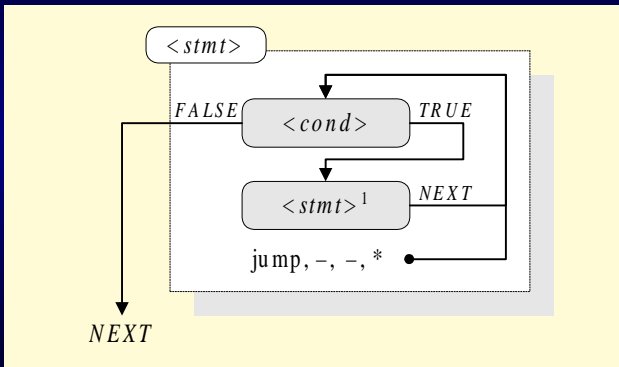 <stmt>
FALSE <cond> TRUE
<stmt>1 NEXT
jump, –, –, *
NEXT